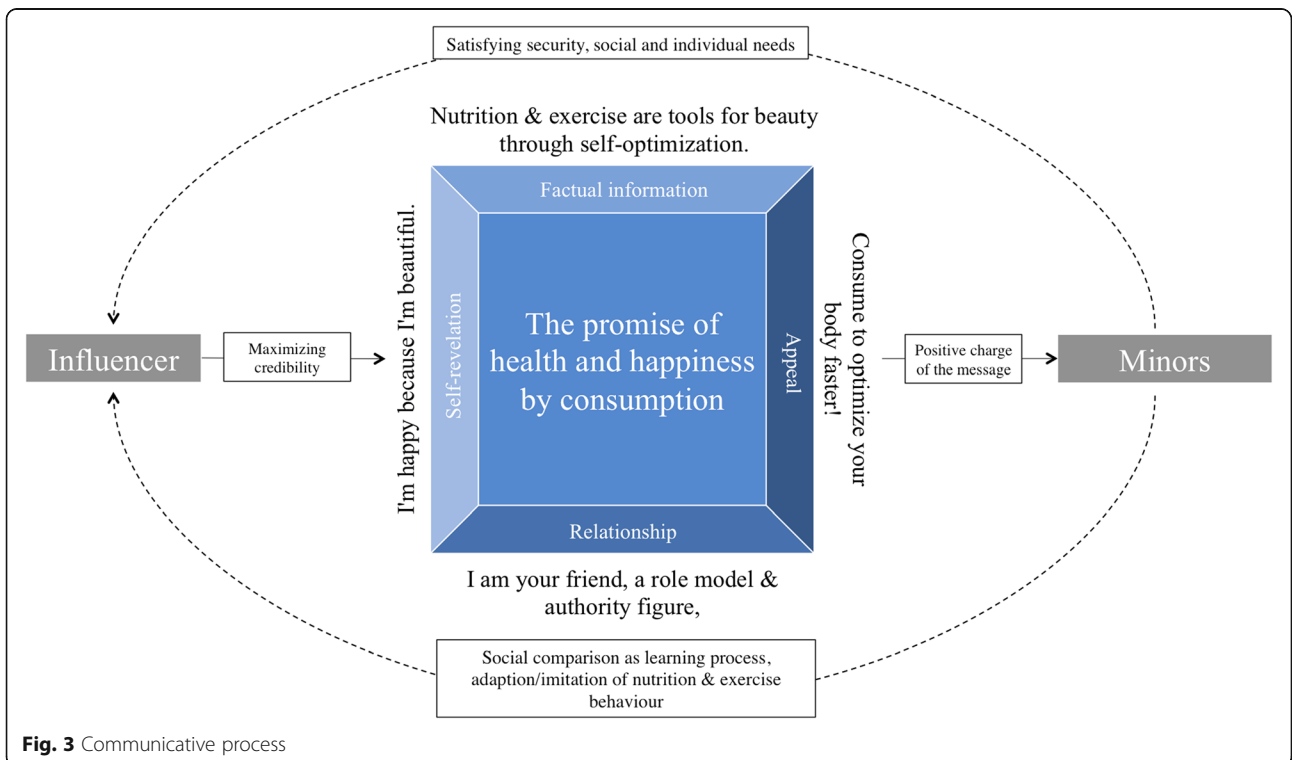 Satisfying security, social and individual needs
Nutrition & exercise are tools for beauty
through self-optimization.
Factual information
Influencer
Maximizing
credibility
I'm happy because I'm beautiful.
Self-revelation
The promise of
health and happiness
by consumption
Appeal
Consume to optimize your
body faster!
Positive charge
of the message
Minors
Relationship
I am your friend, a role model &
authority figure,
Social comparison as learning process,
adaption/imitation of nutrition & exercise
behaviour
Fig. 3 Communicative process